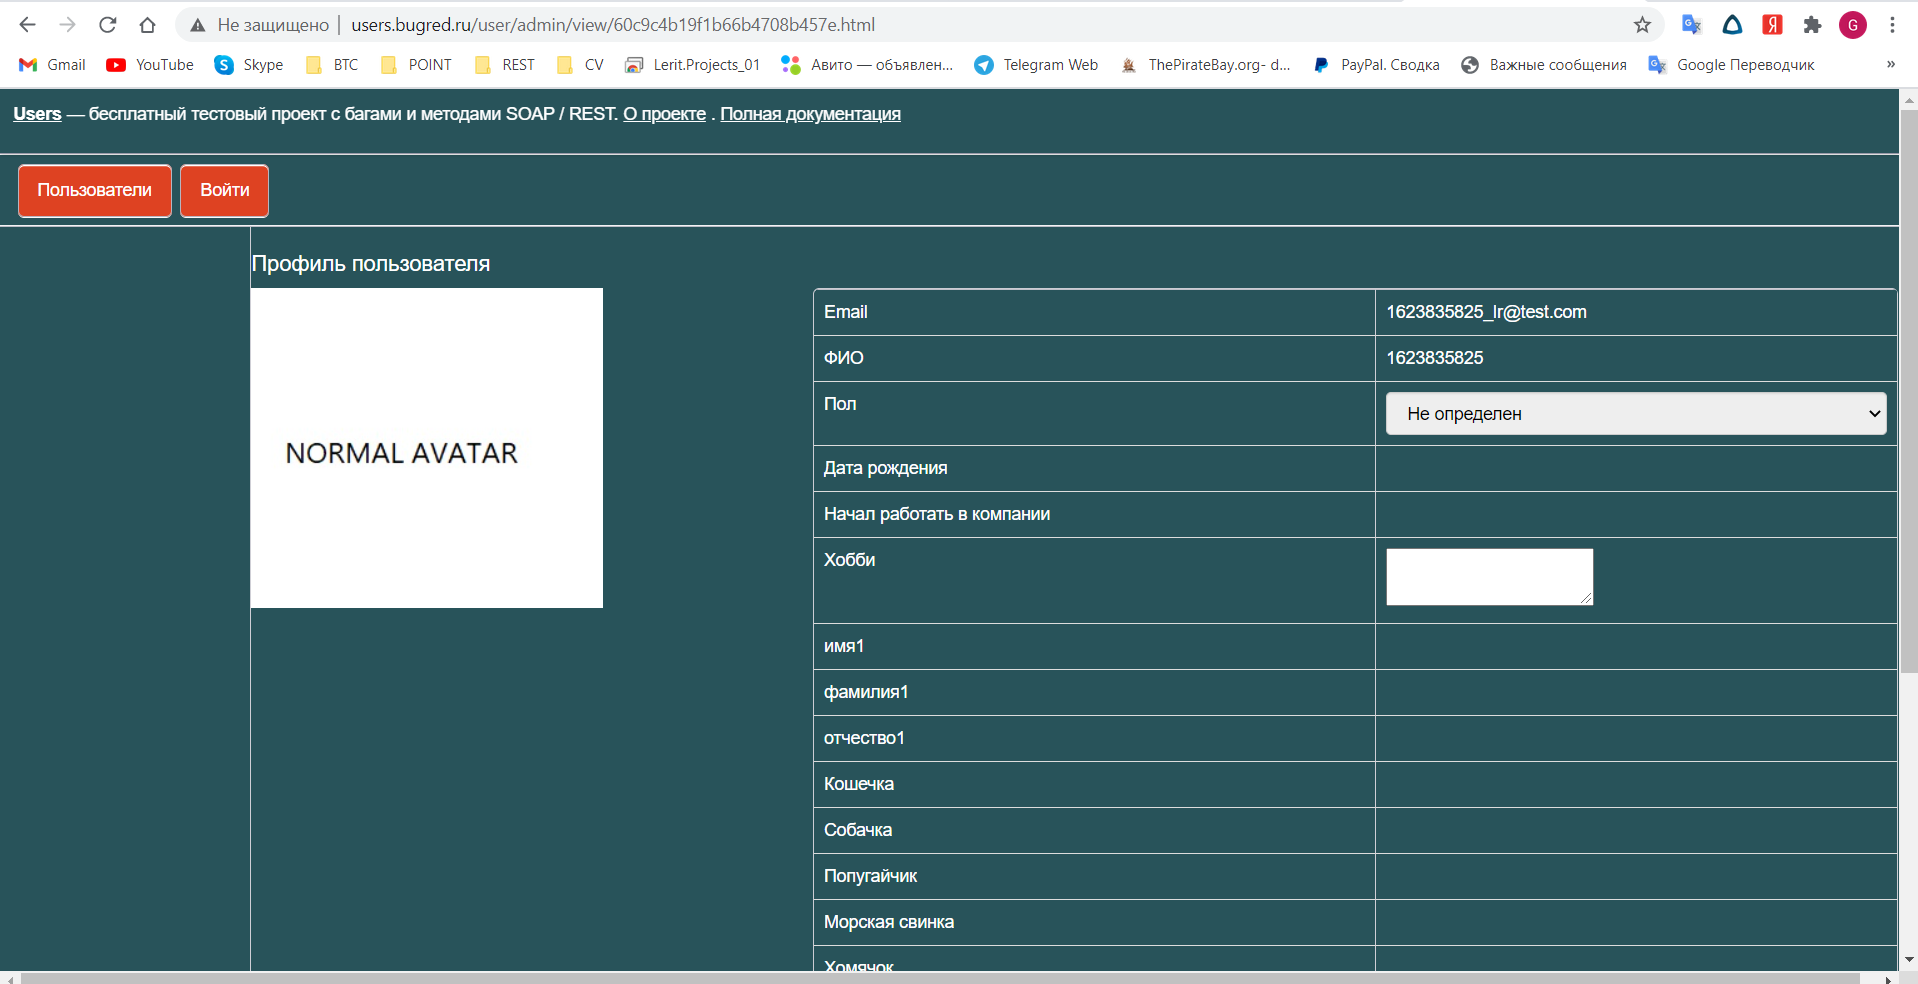 Не защищено | users.bugred.ru/user/admin/view/60c9c4b19f1b66b4708b457e.html
G
Gmail YouTube Skype BTC POINT REST CV Lerit.Projects_01 Авито — объявлен... Telegram Web ThePirateBay.org- d... PayPal. Сводка Важные сообщения Google Переводчик »
Users — бесплатный тестовый проект с багами и методами SOAP / REST. О проекте . Полная документация
Пользователи Войти
Профиль пользователя
NORMAL AVATAR
Email 1623835825_lr@test.com
ФИО 1623835825
Пол Не определен
Дата рождения
Начал работать в компании
Хобби
имя1
фамилия1
отчество1
Кошечка
Собачка
Попугайчик
Морская свинка
Хомячок